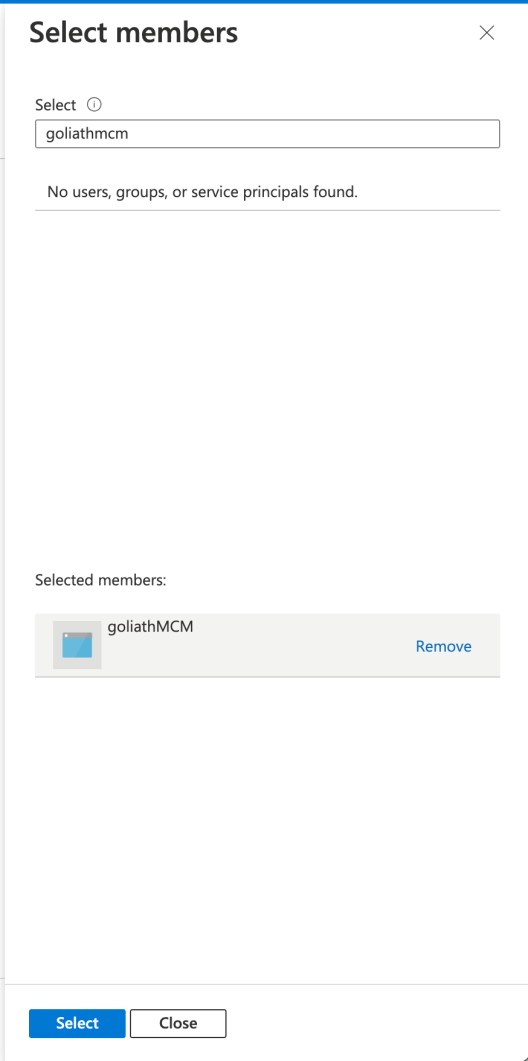 Select members
Select
goliathmcm
No users, groups, or service principals found.
Selected members:
goliathMCM
Remove
Select
Close